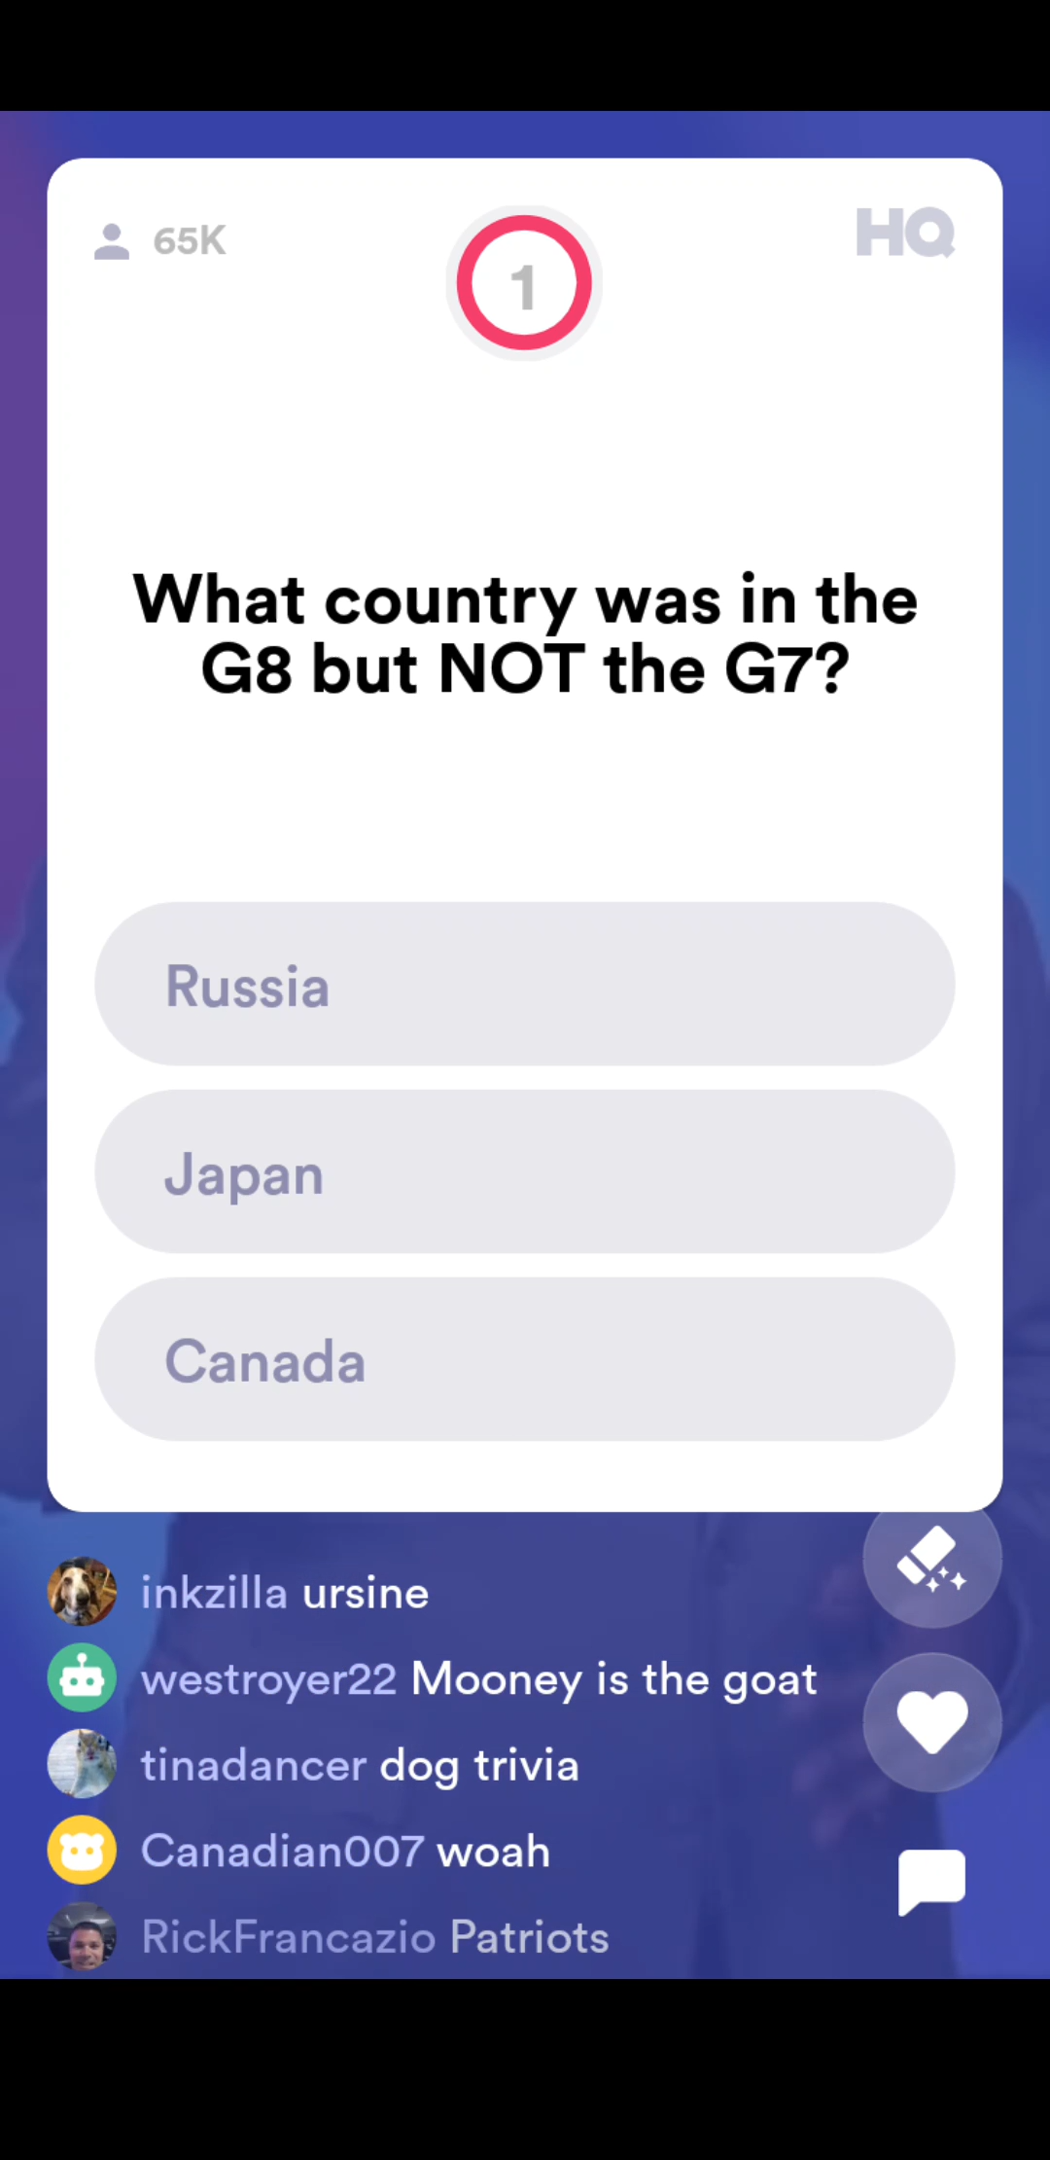 65K
1
HQ
What country was in the
G8 but NOT the G7?
Russia
Japan
Canada
inkzilla ursine
westroyer22 Mooney is the goat
tinadancer dog trivia
Canadian007 woah
RickFrancazio Patriots